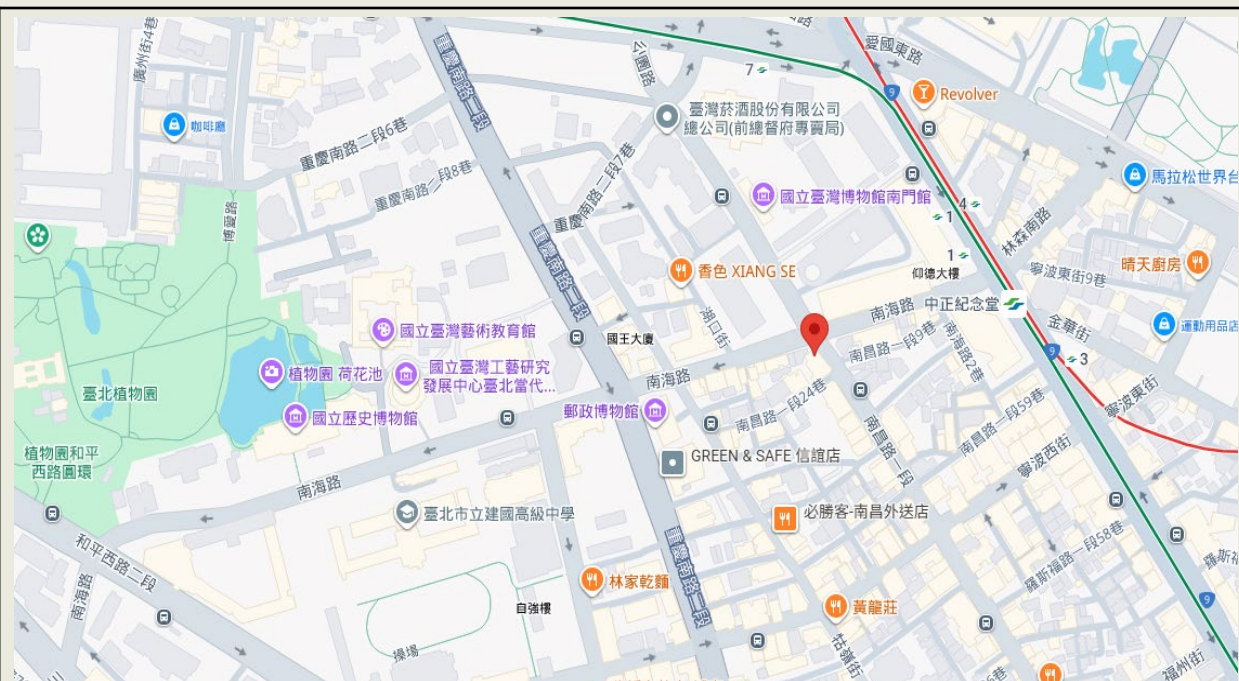 廣州街4巷
重慶南路二段
公園路
愛國東路
7
9
Revolver
咖啡廳
臺灣菸酒股份有限公司
總公司(前總督府專賣局)
重慶南路二段6巷
重慶南路二段8巷
重慶南路二段7巷
馬拉松世界台
國立臺灣博物館南門館
4
1
博愛路
林森南路
重慶南路二段
1
仰德大樓
寧波東街9巷
晴天廚房
香色 XIANG SE
南海路
中正紀念堂
湖口街
國立臺灣藝術教育館
國王大廈
南昌路一段9巷
南海路2巷
金華街
運動用品店
9
3
植物園 荷花池
國立臺灣工藝研究
發展中心臺北當代...
南海路
臺北植物園
國立歷史博物館
郵政博物館
南昌路一段24巷
南昌路一段
南昌路一段59巷
寧波東街
寧波西街
植物園和平
西路圓環
GREEN & SAFE 信誼店
南海路
臺北市立建國高級中學
必勝客-南昌外送店
和平西路二段
重慶南路二段
羅斯福路一段58巷
羅斯福
南海路
林家乾麵
自強樓
黃龍莊
9
操場
牯嶺街
福州街